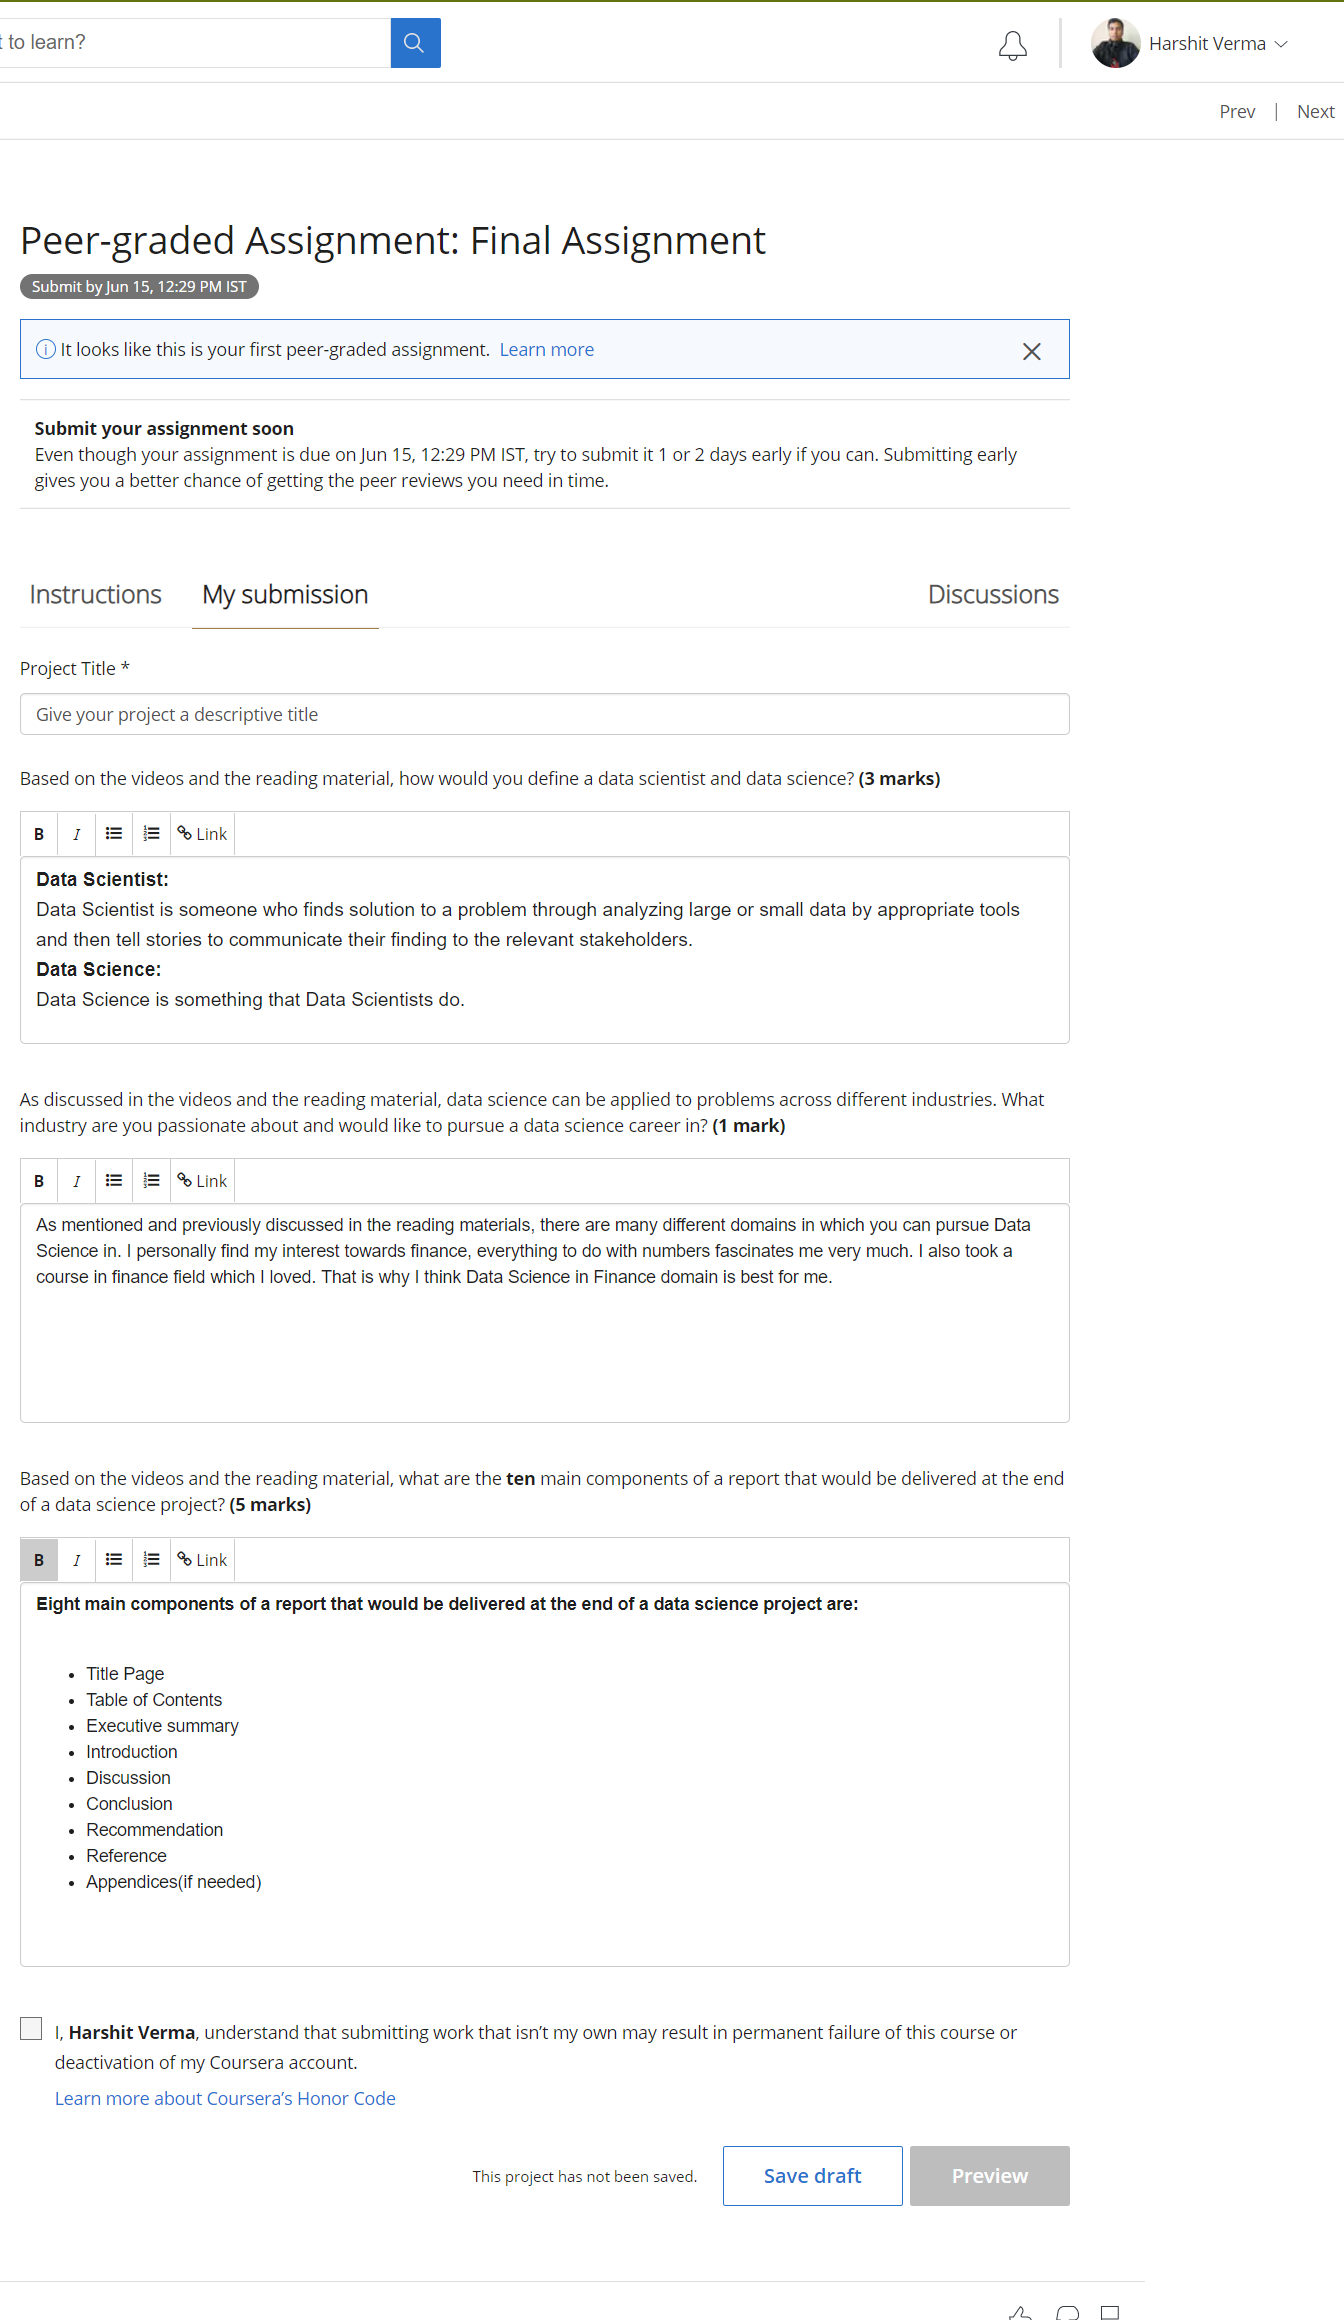 to learn?
Harshit Verma
Prev | Next
Peer-graded Assignment: Final Assignment
Submit by Jun 15, 12:29 PM IST
It looks like this is your first peer-graded assignment. Learn more
Submit your assignment soon
Even though your assignment is due on Jun 15, 12:29 PM IST, try to submit it 1 or 2 days early if you can. Submitting early
gives you a better chance of getting the peer reviews you need in time.
Instructions My submission Discussions
Project Title *
Give your project a descriptive title
Based on the videos and the reading material, how would you define a data scientist and data science? (3 marks)
B I Link
Data Scientist:
Data Scientist is someone who finds solution to a problem through analyzing large or small data by appropriate tools
and then tell stories to communicate their finding to the relevant stakeholders.
Data Science:
Data Science is something that Data Scientists do.
As discussed in the videos and the reading material, data science can be applied to problems across different industries. What
industry are you passionate about and would like to pursue a data science career in? (1 mark)
B I Link
As mentioned and previously discussed in the reading materials, there are many different domains in which you can pursue Data
Science in. I personally find my interest towards finance, everything to do with numbers fascinates me very much. I also took a
course in finance field which I loved. That is why I think Data Science in Finance domain is best for me.
Based on the videos and the reading material, what are the ten main components of a report that would be delivered at the end
of a data science project? (5 marks)
B I Link
Eight main components of a report that would be delivered at the end of a data science project are:
• Title Page
• Table of Contents
• Executive summary
• Introduction
• Discussion
• Conclusion
• Recommendation
• Reference
• Appendices(if needed)
I, Harshit Verma, understand that submitting work that isn't my own may result in permanent failure of this course or
deactivation of my Coursera account.
Learn more about Coursera's Honor Code
This project has not been saved. Save draft Preview